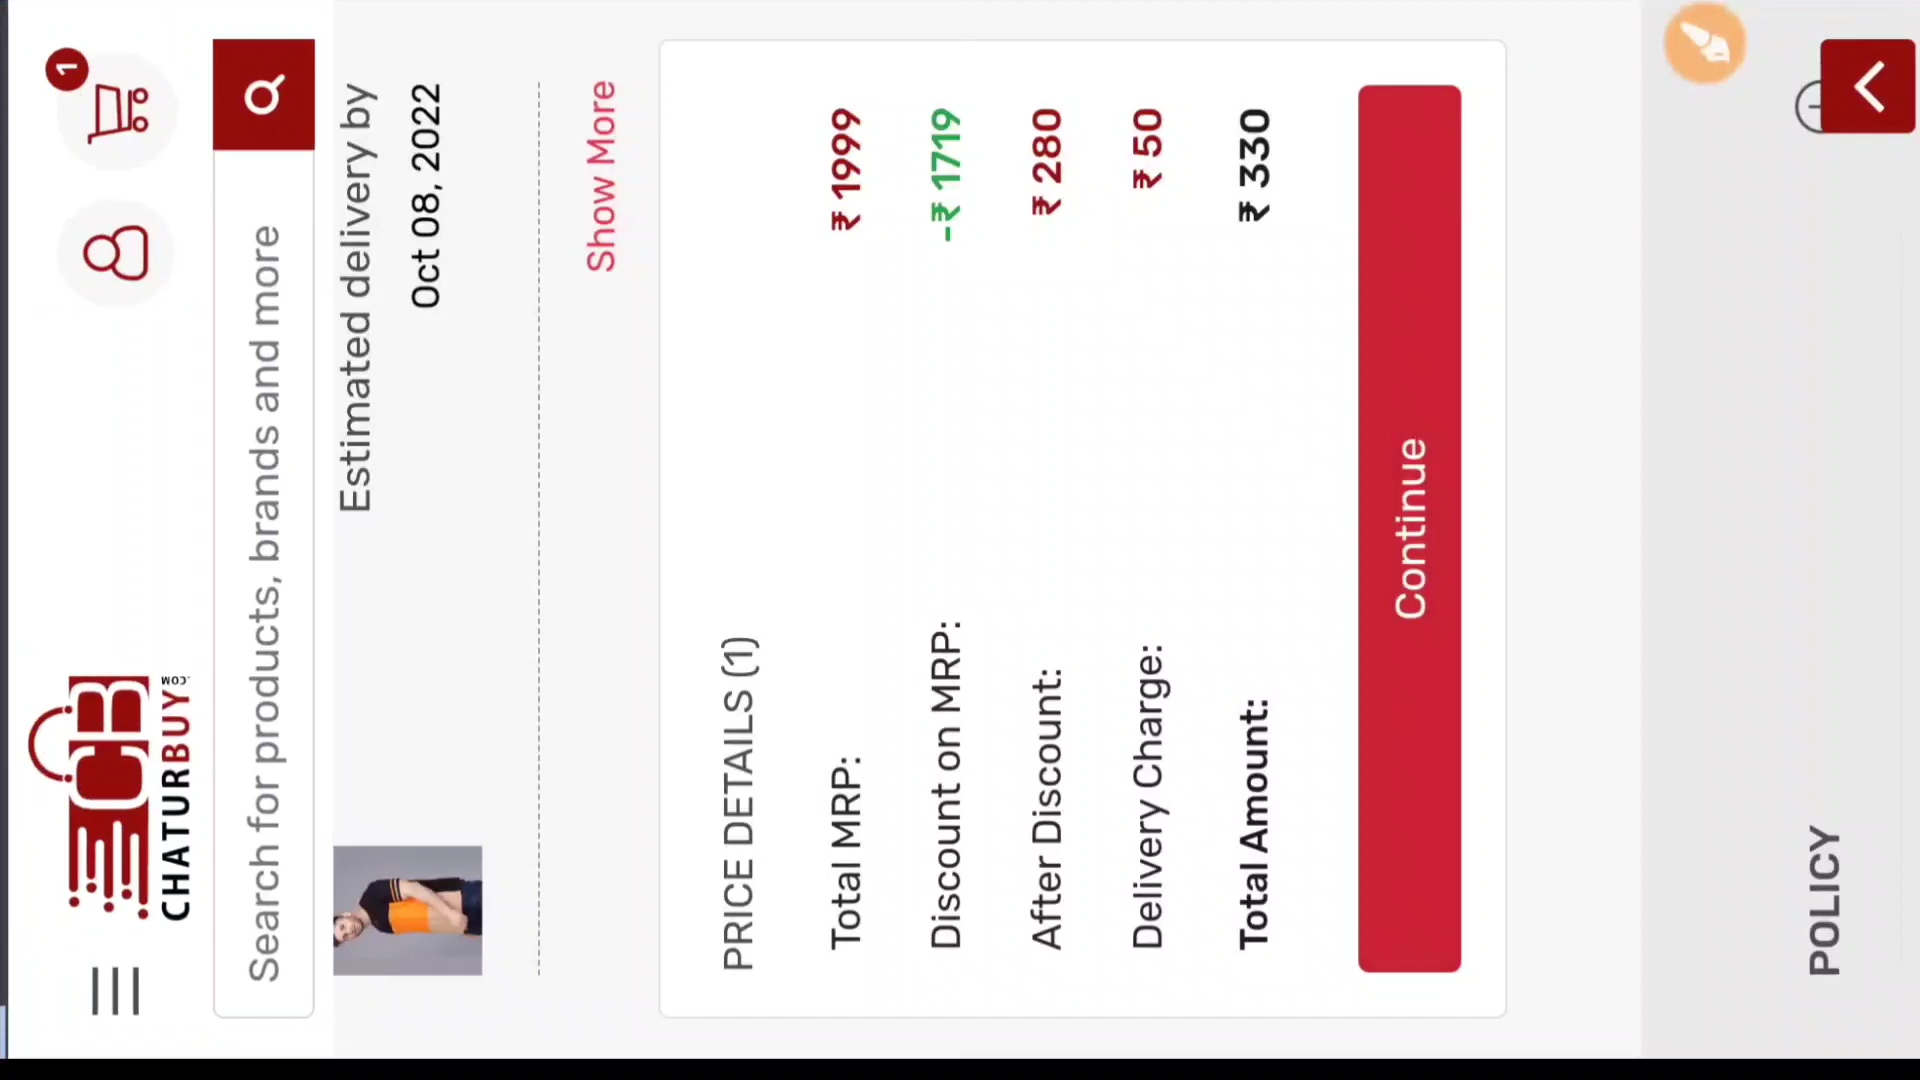 CHATURBUY
.COM
1
Search for products, brands and more
Estimated delivery by
Oct 08, 2022
Show More
PRICE DETAILS (1)
Total MRP: ₹ 1999
Discount on MRP: -₹ 1719
After Discount: ₹ 280
Delivery Charge: ₹ 50
Total Amount: ₹ 330
Continue
POLICY